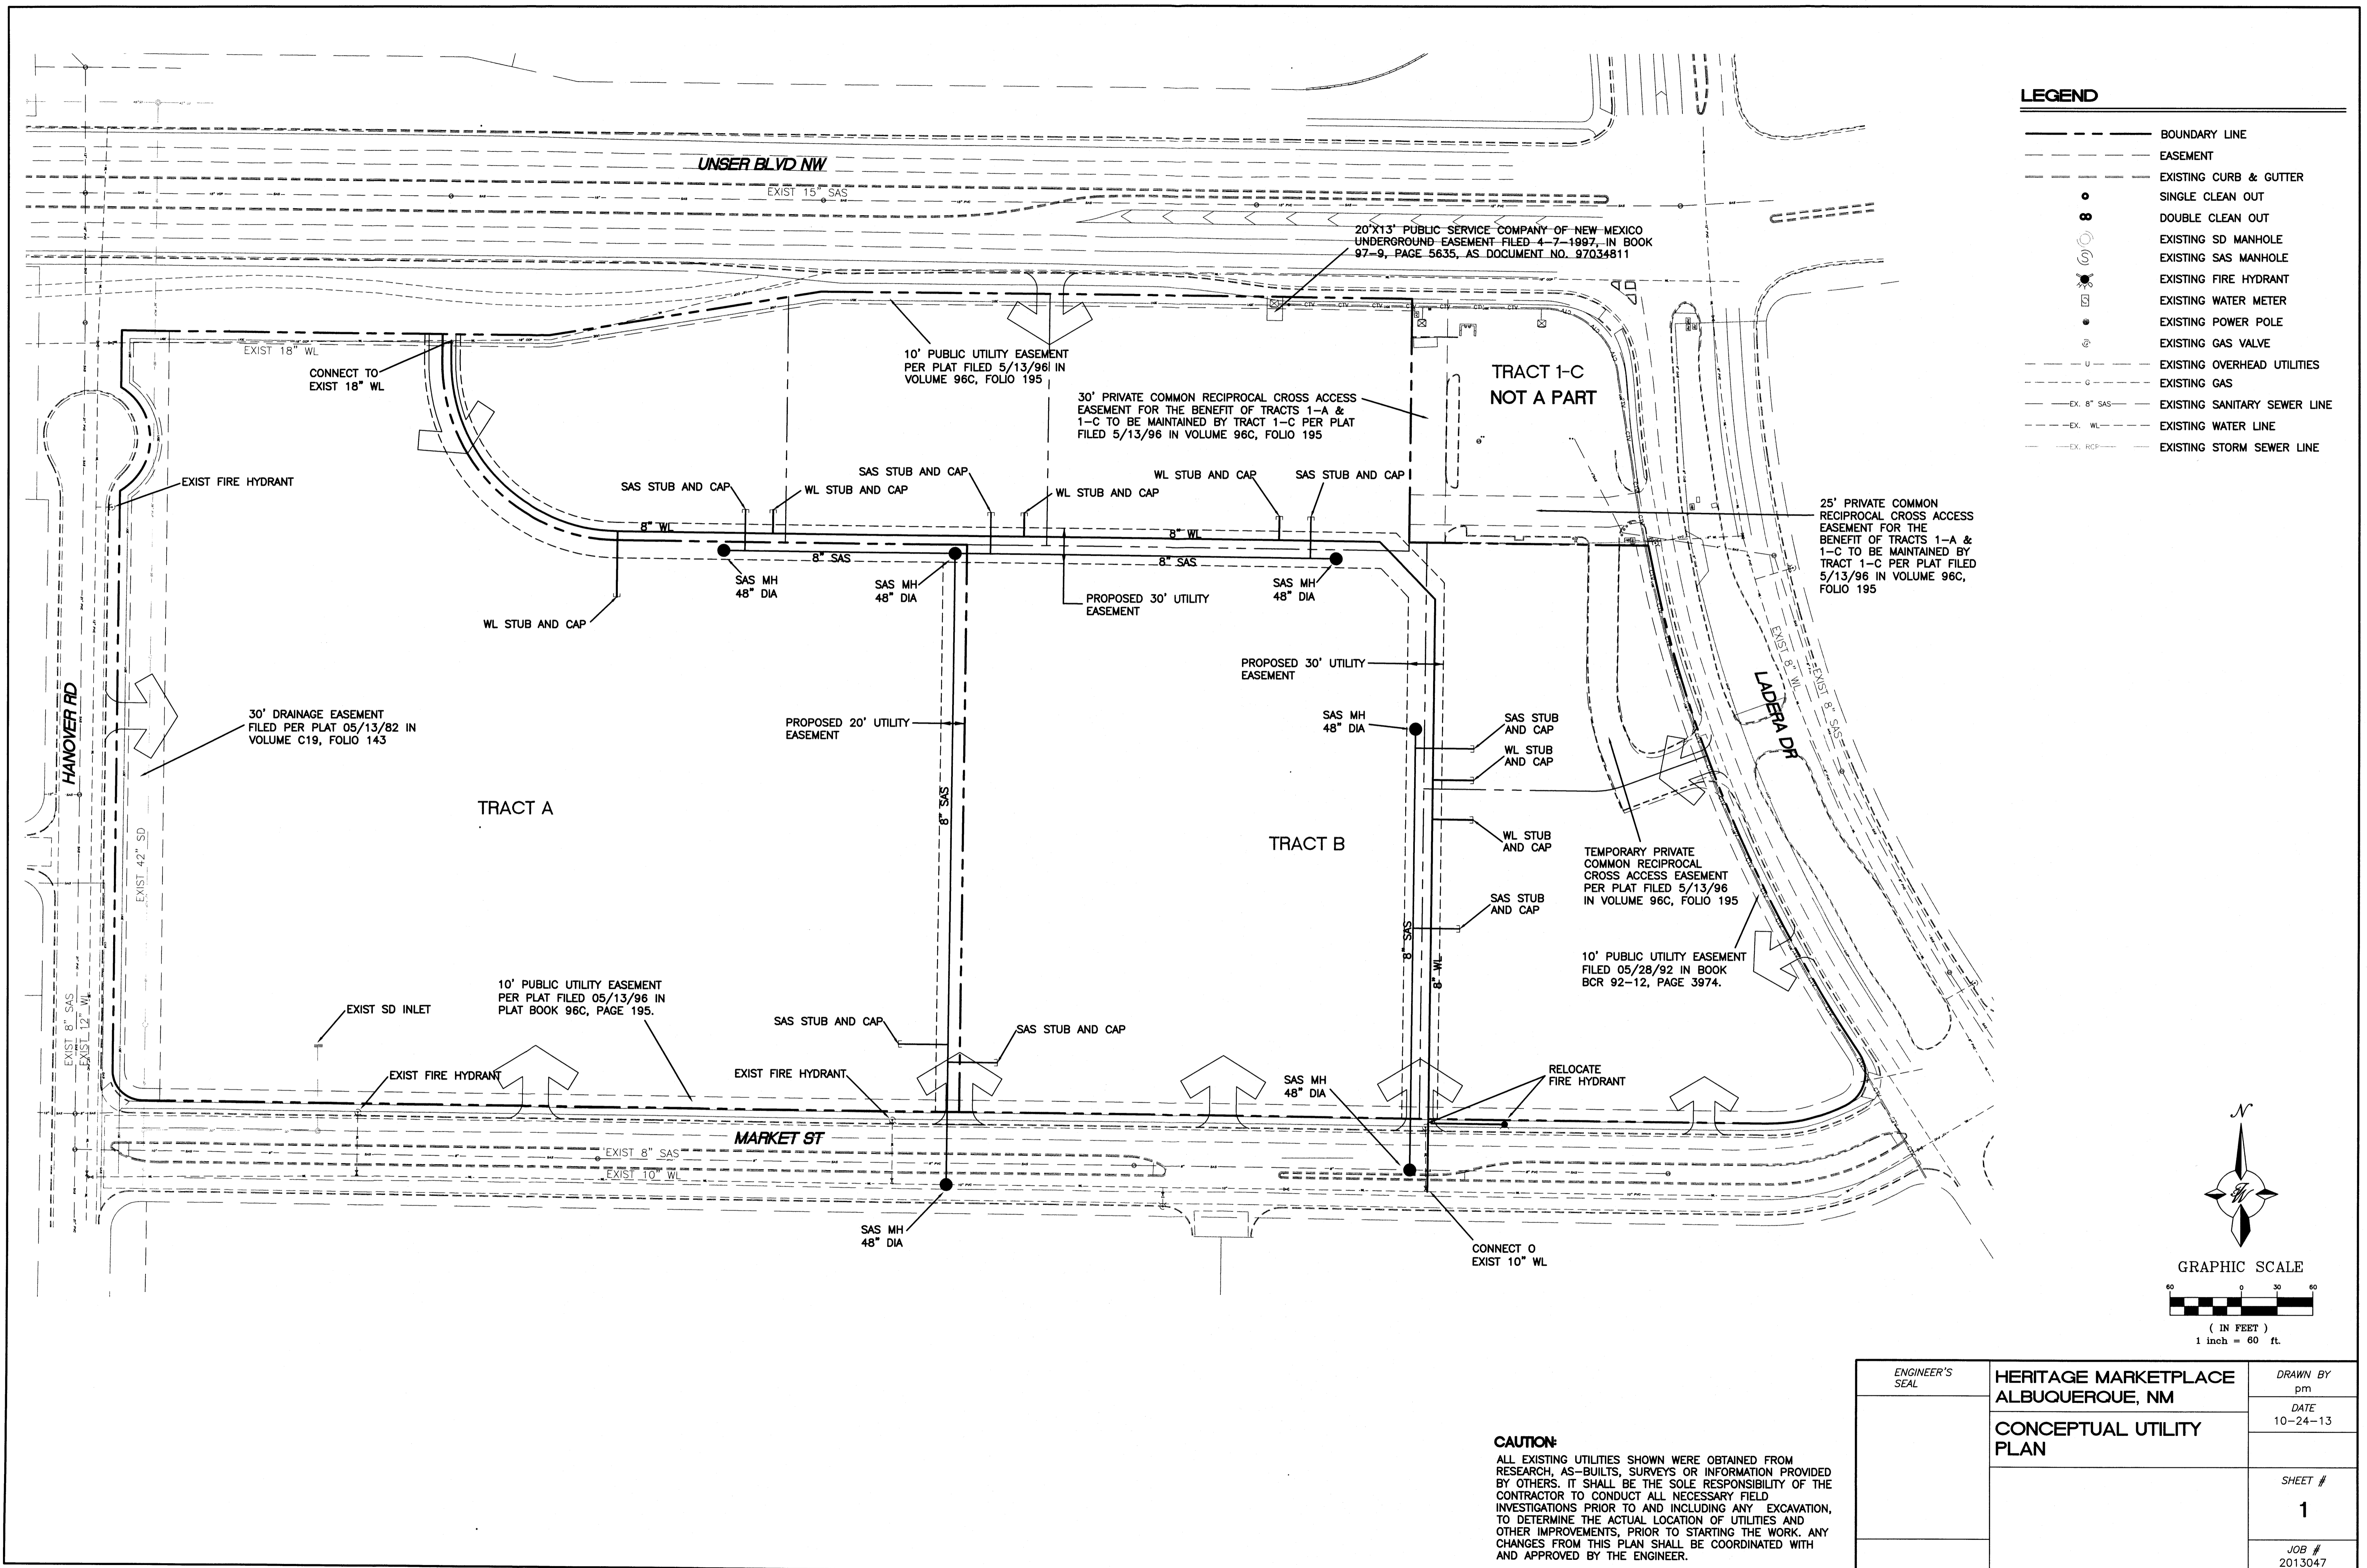 UNSER BLVD NW
EXIST 15" SAS
20'X13' PUBLIC SERVICE COMPANY OF NEW MEXICO
UNDERGROUND EASEMENT FILED 4-7-1997, IN BOOK
97-9, PAGE 5635, AS DOCUMENT NO. 97034811
EXIST 18" WL
CONNECT TO
EXIST 18" WL
10' PUBLIC UTILITY EASEMENT
PER PLAT FILED 5/13/96 IN
VOLUME 96C, FOLIO 195
30' PRIVATE COMMON RECIPROCAL CROSS ACCESS
EASEMENT FOR THE BENEFIT OF TRACTS 1-A &
1-C TO BE MAINTAINED BY TRACT 1-C PER PLAT
FILED 5/13/96 IN VOLUME 96C, FOLIO 195
TRACT 1-C
NOT A PART
EXIST FIRE HYDRANT
SAS STUB AND CAP
WL STUB AND CAP
SAS STUB AND CAP
WL STUB AND CAP
WL STUB AND CAP
SAS STUB AND CAP
25' PRIVATE COMMON
RECIPROCAL CROSS ACCESS
EASEMENT FOR THE
BENEFIT OF TRACTS 1-A &
1-C TO BE MAINTAINED BY
TRACT 1-C PER PLAT FILED
5/13/96 IN VOLUME 96C,
FOLIO 195
8" WL
8" WL
8" SAS
8" SAS
SAS MH
48" DIA
SAS MH
48" DIA
SAS MH
48" DIA
WL STUB AND CAP
PROPOSED 30' UTILITY
EASEMENT
PROPOSED 30' UTILITY
EASEMENT
EXIST 8" WL
EXIST 8" SAS
LADERA DR
HANOVER RD
30' DRAINAGE EASEMENT
FILED PER PLAT 05/13/82 IN
VOLUME C19, FOLIO 143
PROPOSED 20' UTILITY
EASEMENT
SAS MH
48" DIA
SAS STUB
AND CAP
WL STUB
AND CAP
TRACT A
8" SAS
TRACT B
WL STUB
AND CAP
EXIST 42" SD
TEMPORARY PRIVATE
COMMON RECIPROCAL
CROSS ACCESS EASEMENT
PER PLAT FILED 5/13/96
IN VOLUME 96C, FOLIO 195
SAS STUB
AND CAP
8" SAS
8" WL
10' PUBLIC UTILITY EASEMENT
FILED 05/28/92 IN BOOK
BCR 92-12, PAGE 3974.
EXIST 8" SAS
EXIST 12" WL
EXIST SD INLET
10' PUBLIC UTILITY EASEMENT
PER PLAT FILED 05/13/96 IN
PLAT BOOK 96C, PAGE 195.
SAS STUB AND CAP
SAS STUB AND CAP
EXIST FIRE HYDRANT
EXIST FIRE HYDRANT
SAS MH
48" DIA
RELOCATE
FIRE HYDRANT
MARKET ST
EXIST 8" SAS
EXIST 10" WL
SAS MH
48" DIA
CONNECT O
EXIST 10" WL
LEGEND
BOUNDARY LINE
EASEMENT
EXISTING CURB & GUTTER
SINGLE CLEAN OUT
DOUBLE CLEAN OUT
EXISTING SD MANHOLE
EXISTING SAS MANHOLE
EXISTING FIRE HYDRANT
EXISTING WATER METER
EXISTING POWER POLE
EXISTING GAS VALVE
U EXISTING OVERHEAD UTILITIES
G EXISTING GAS
EX. 8" SAS EXISTING SANITARY SEWER LINE
EX. WL EXISTING WATER LINE
EX. RCP EXISTING STORM SEWER LINE
N
GRAPHIC SCALE
60 0 30 60
( IN FEET )
1 inch = 60 ft.
CAUTION:
ALL EXISTING UTILITIES SHOWN WERE OBTAINED FROM
RESEARCH, AS-BUILTS, SURVEYS OR INFORMATION PROVIDED
BY OTHERS. IT SHALL BE THE SOLE RESPONSIBILITY OF THE
CONTRACTOR TO CONDUCT ALL NECESSARY FIELD
INVESTIGATIONS PRIOR TO AND INCLUDING ANY EXCAVATION,
TO DETERMINE THE ACTUAL LOCATION OF UTILITIES AND
OTHER IMPROVEMENTS, PRIOR TO STARTING THE WORK. ANY
CHANGES FROM THIS PLAN SHALL BE COORDINATED WITH
AND APPROVED BY THE ENGINEER.
ENGINEER'S
SEAL
HERITAGE MARKETPLACE
ALBUQUERQUE, NM
CONCEPTUAL UTILITY
PLAN
DRAWN BY
pm
DATE
10-24-13
SHEET #
1
JOB #
2013047